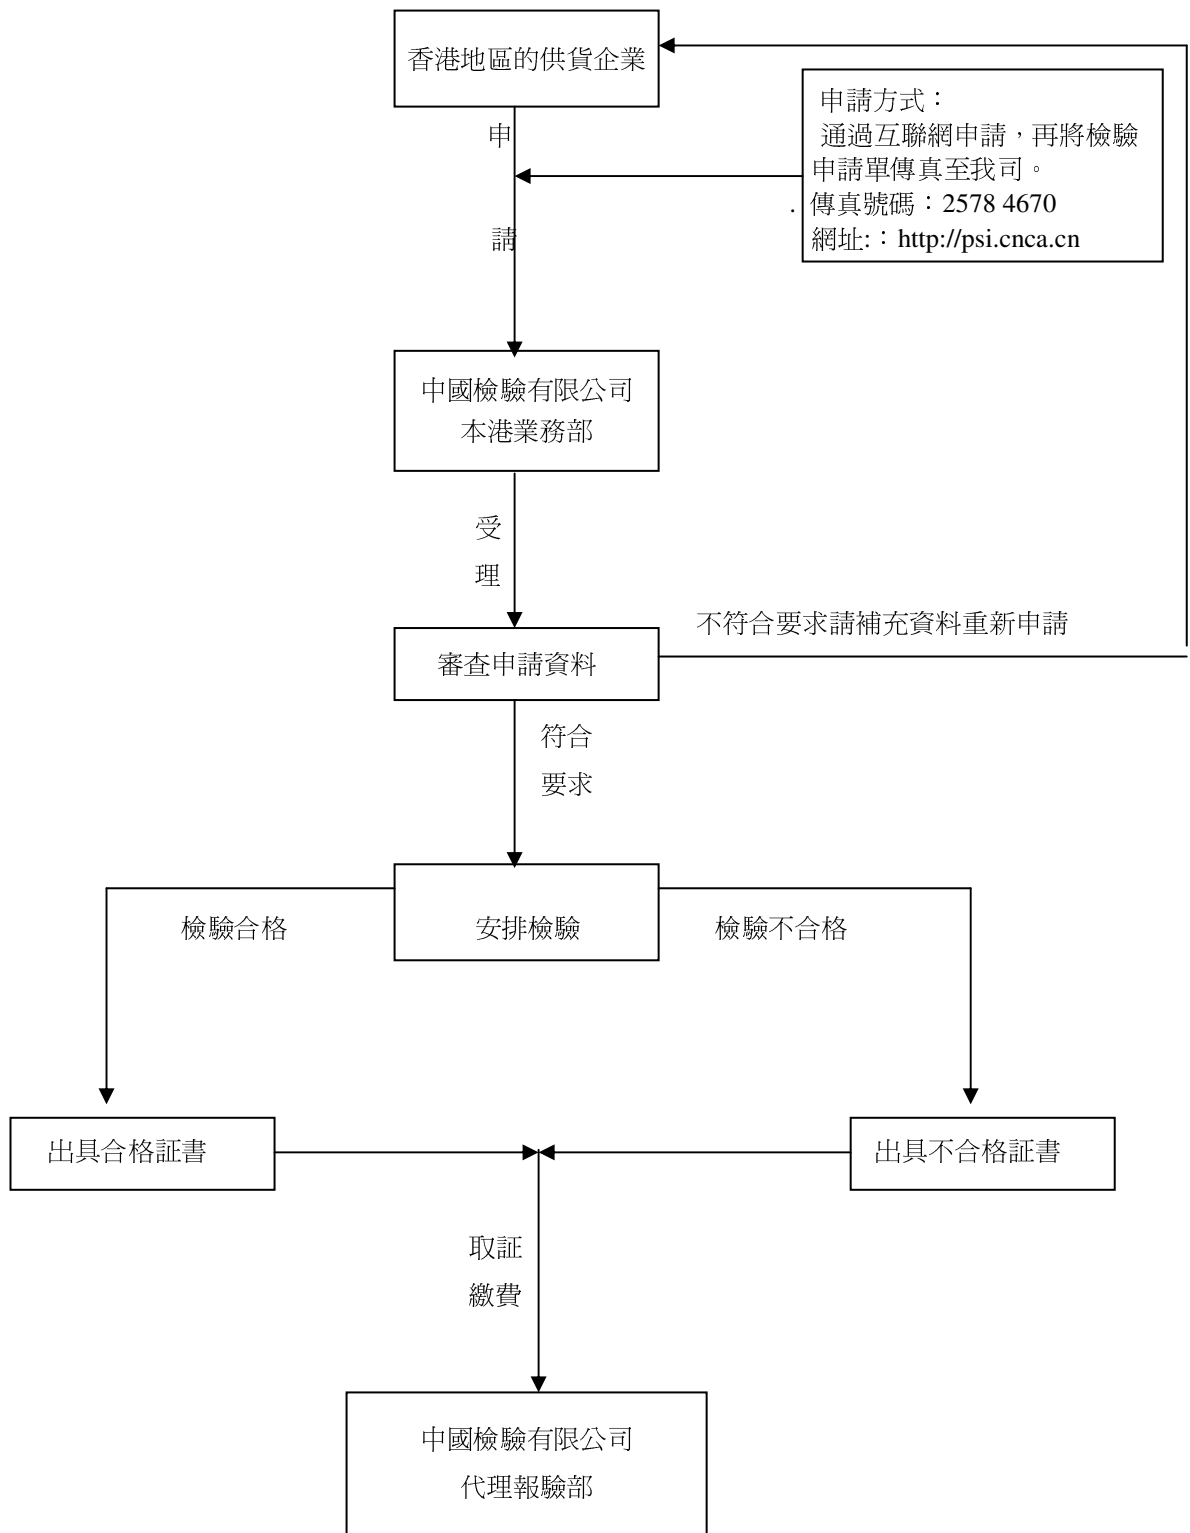 香港地區的供貨企業
申請方式：
通過互聯網申請，再將檢驗
申請單傳真至我司。
. 傳真號碼：2578 4670
網址:：http://psi.cnca.cn
申
請
中國檢驗有限公司
本港業務部
受
理
不符合要求請補充資料重新申請
審查申請資料
符合
要求
檢驗合格
安排檢驗
檢驗不合格
出具合格証書
出具不合格証書
取証
繳費
中國檢驗有限公司
代理報驗部